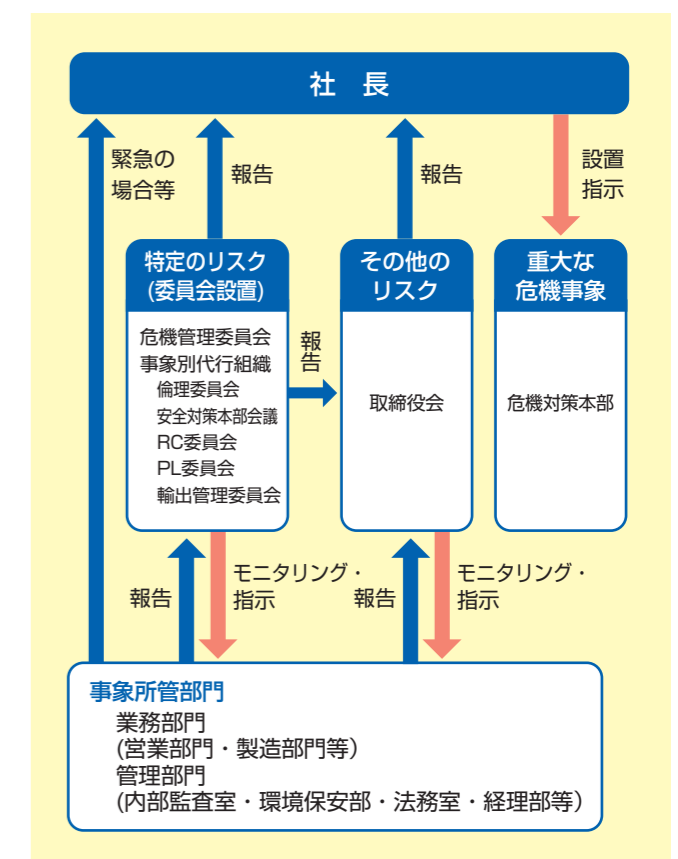 社 長
緊急の
場合等
報告
報告
設置
指示
特定のリスク
(委員会設置)
危機管理委員会
事象別代行組織
倫理委員会
安全対策本部会議
RC委員会
PL委員会
輸出管理委員会
報告
その他の
リスク
取締役会
重大な
危機事象
危機対策本部
報告
モニタリング・
指示
報告
モニタリング・
指示
事象所管部門
業務部門
(営業部門・製造部門等)
管理部門
(内部監査室・環境保安部・法務室・経理部等)